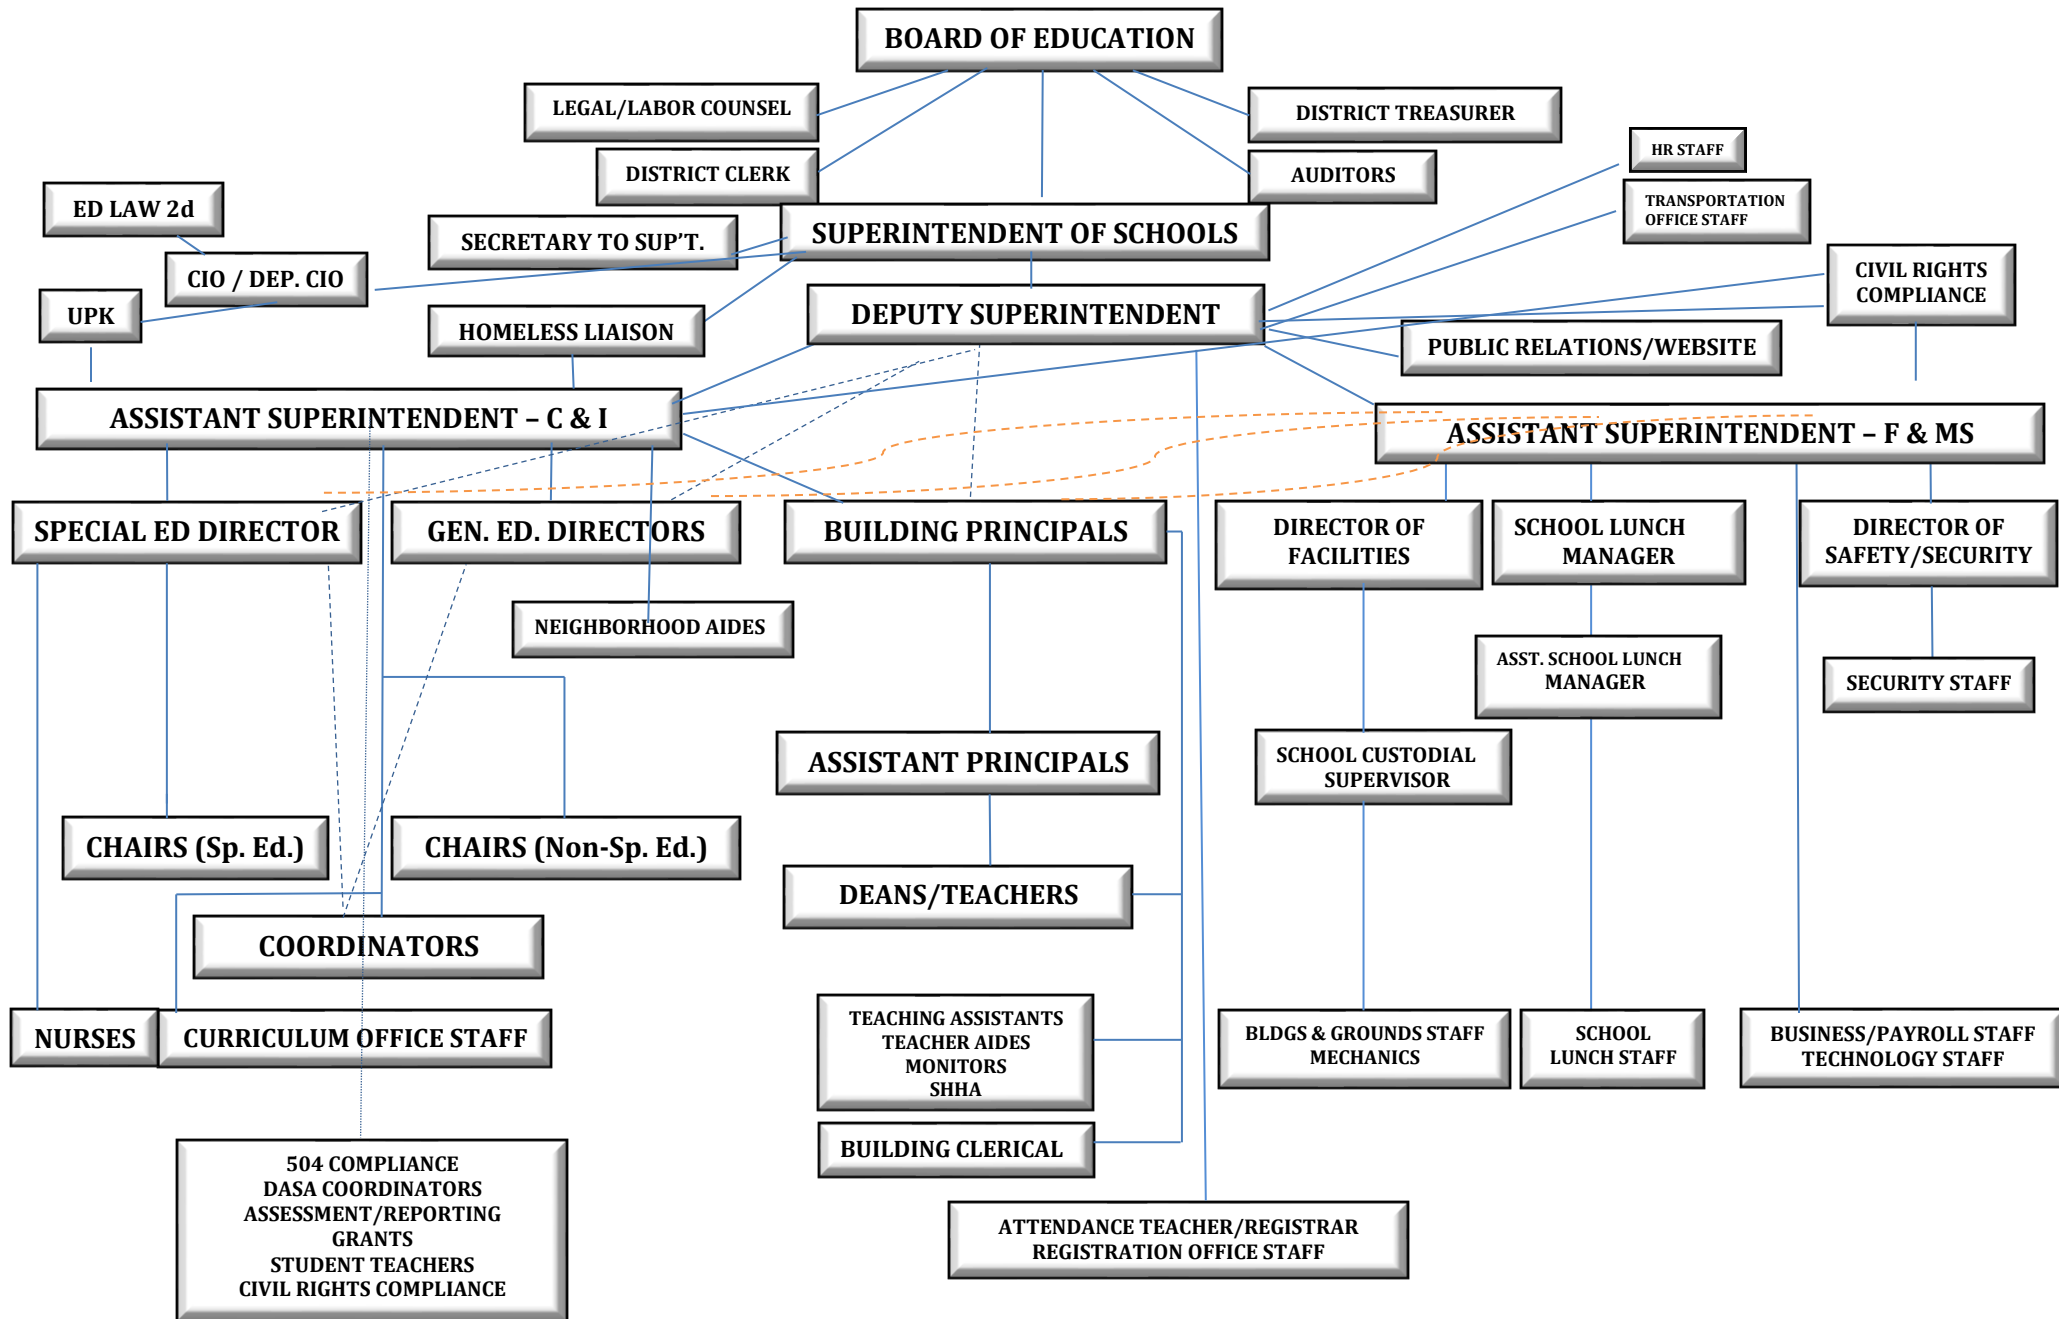 BOARD OF EDUCATION
LEGAL/LABOR COUNSEL
DISTRICT TREASURER
DISTRICT CLERK
AUDITORS
HR STAFF
TRANSPORTATION
OFFICE STAFF
ED LAW 2d
SECRETARY TO SUP'T.
SUPERINTENDENT OF SCHOOLS
CIO / DEP. CIO
CIVIL RIGHTS
COMPLIANCE
UPK
HOMELESS LIAISON
DEPUTY SUPERINTENDENT
PUBLIC RELATIONS/WEBSITE
ASSISTANT SUPERINTENDENT – C & I
ASSISTANT SUPERINTENDENT – F & MS
SPECIAL ED DIRECTOR
GEN. ED. DIRECTORS
BUILDING PRINCIPALS
DIRECTOR OF
FACILITIES
SCHOOL LUNCH
MANAGER
DIRECTOR OF
SAFETY/SECURITY
NEIGHBORHOOD AIDES
ASST. SCHOOL LUNCH
MANAGER
SECURITY STAFF
ASSISTANT PRINCIPALS
SCHOOL CUSTODIAL
SUPERVISOR
CHAIRS (Sp. Ed.)
CHAIRS (Non-Sp. Ed.)
DEANS/TEACHERS
COORDINATORS
NURSES
CURRICULUM OFFICE STAFF
TEACHING ASSISTANTS
TEACHER AIDES
MONITORS
SHHA
BLDGS & GROUNDS STAFF
MECHANICS
SCHOOL
LUNCH STAFF
BUSINESS/PAYROLL STAFF
TECHNOLOGY STAFF
BUILDING CLERICAL
504 COMPLIANCE
DASA COORDINATORS
ASSESSMENT/REPORTING
GRANTS
STUDENT TEACHERS
CIVIL RIGHTS COMPLIANCE
ATTENDANCE TEACHER/REGISTRAR
REGISTRATION OFFICE STAFF